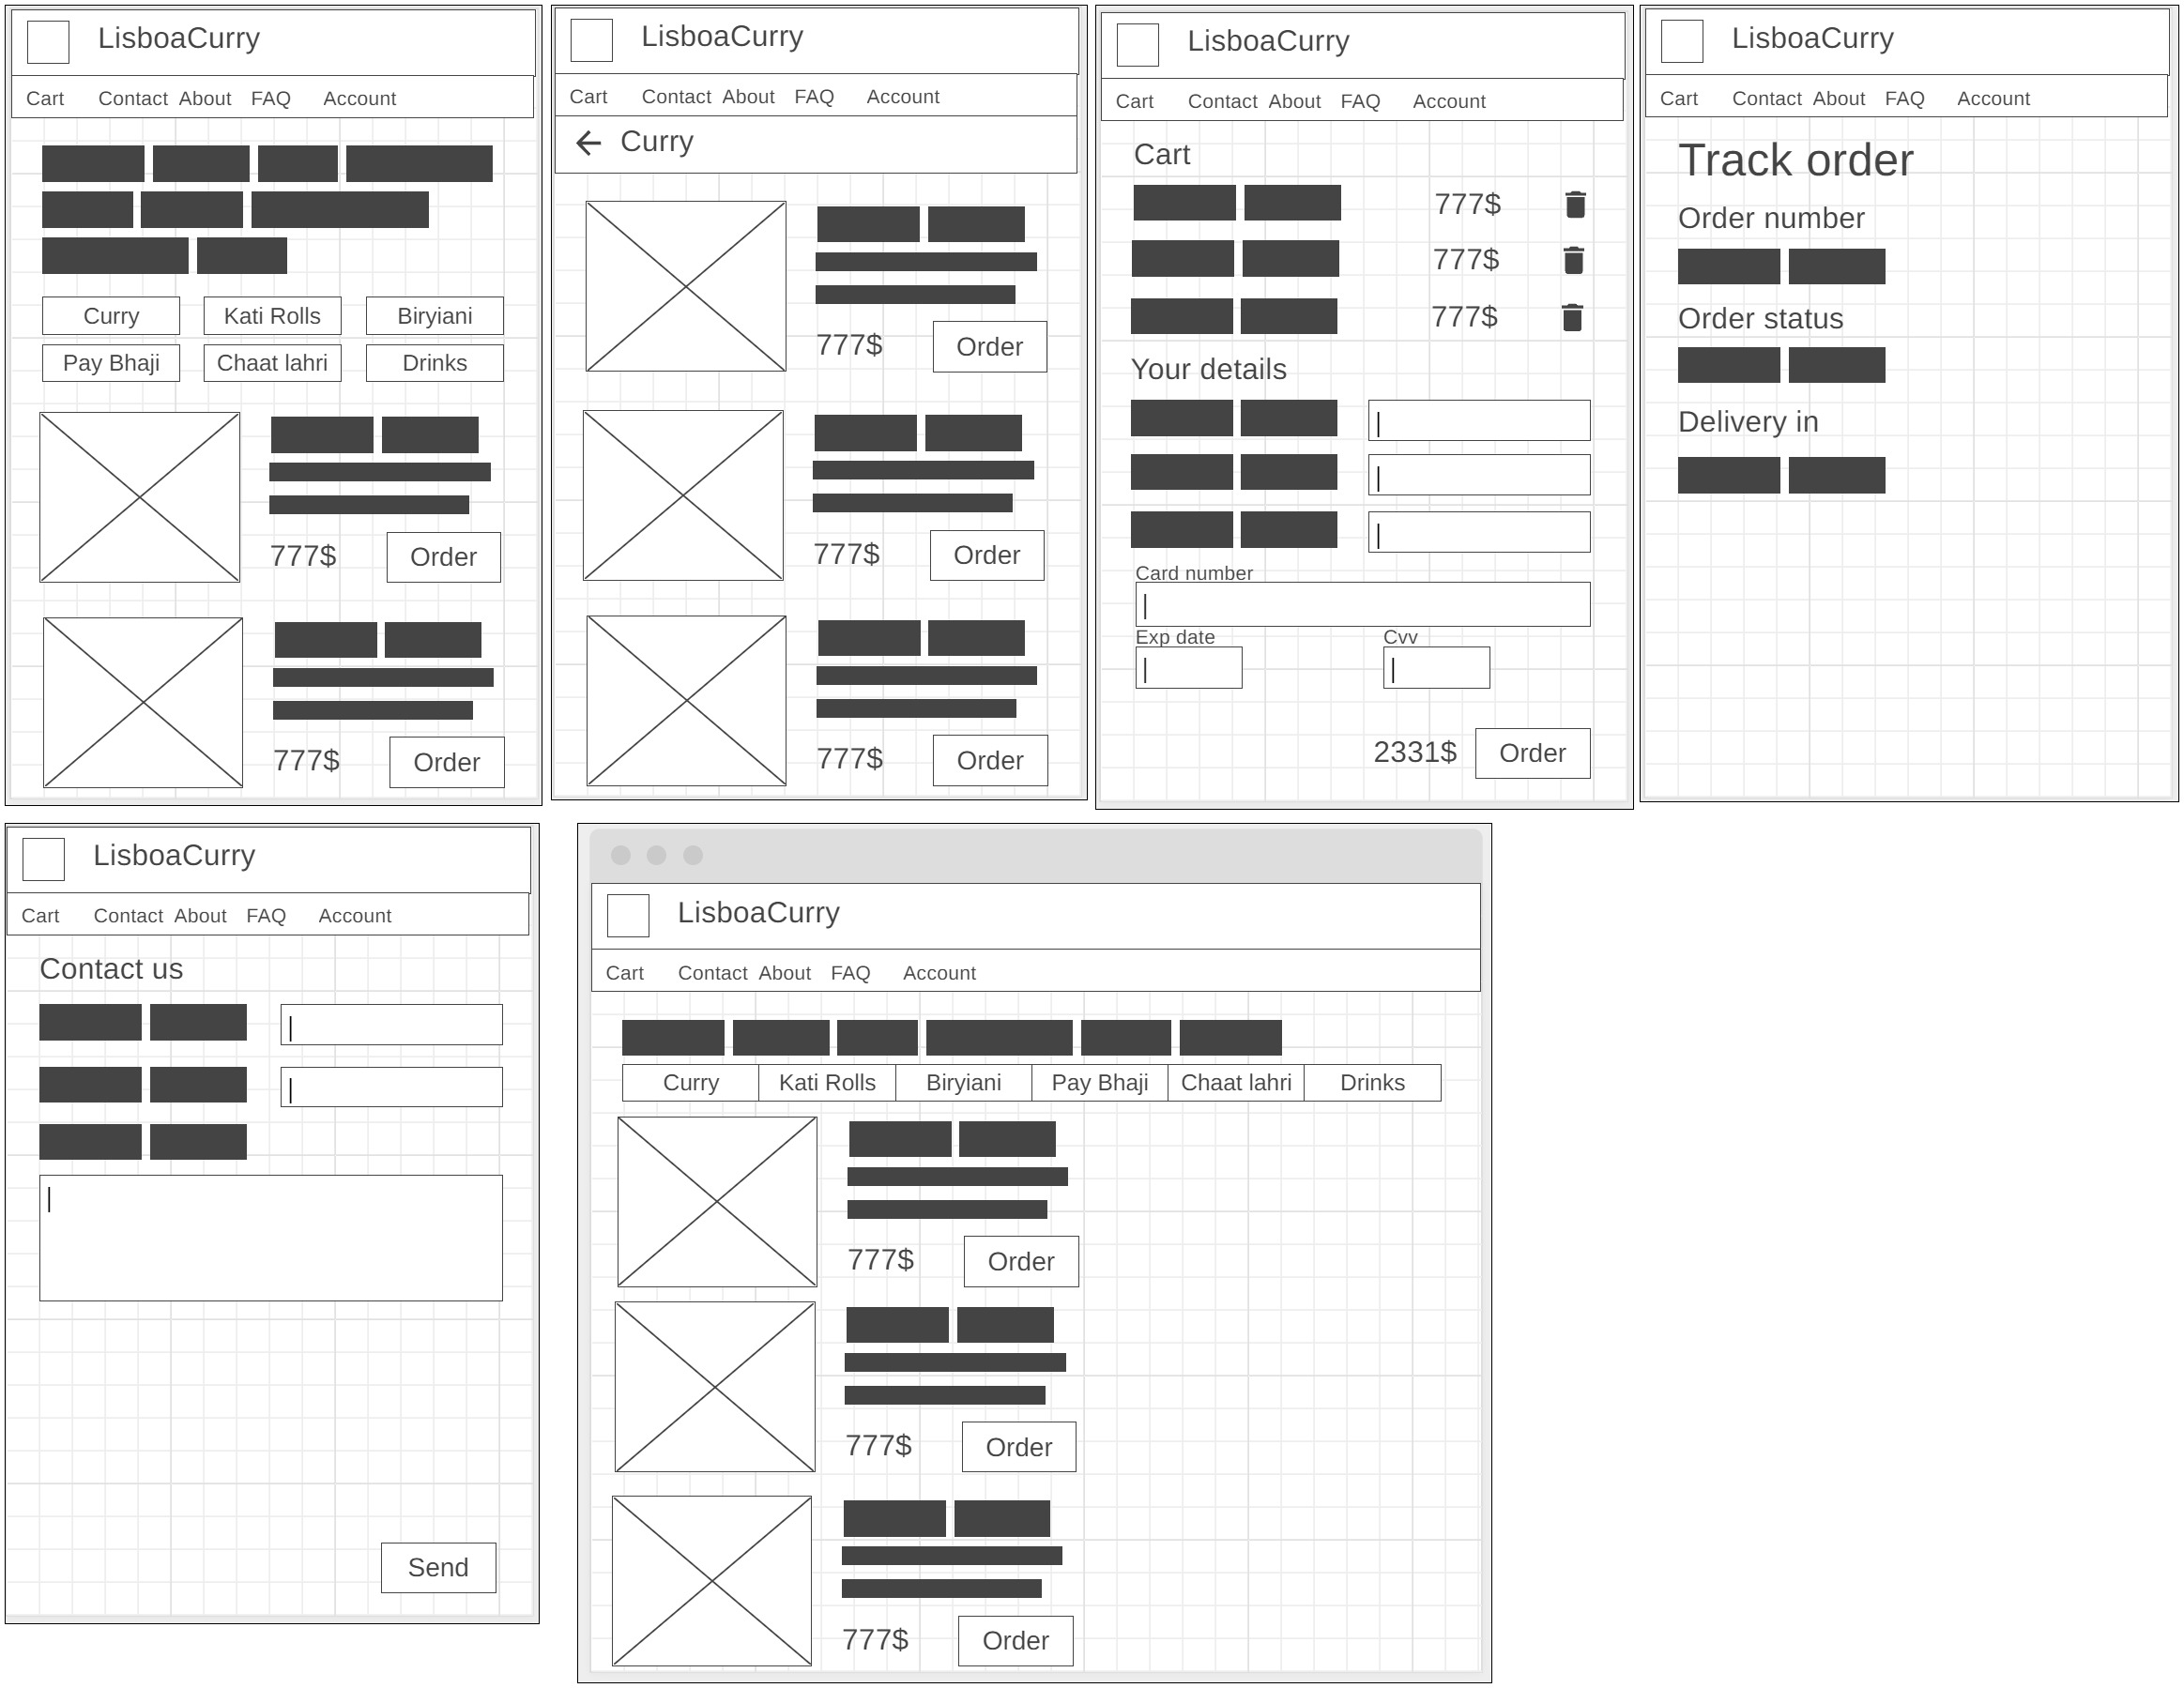 LisboaCurry
Cart Contact About FAQ Account
Curry Kati Rolls Biryiani
Pay Bhaji Chaat lahri Drinks
777$ Order
777$ Order
LisboaCurry
Cart Contact About FAQ Account
Curry
777$ Order
777$ Order
777$ Order
LisboaCurry
Cart Contact About FAQ Account
Cart
777$
777$
777$
Your details
Card number
Exp date Cvv
2331$ Order
LisboaCurry
Cart Contact About FAQ Account
Track order
Order number
Order status
Delivery in
LisboaCurry
Cart Contact About FAQ Account
Contact us
Send
LisboaCurry
Cart Contact About FAQ Account
Curry Kati Rolls Biryiani Pay Bhaji Chaat lahri Drinks
777$ Order
777$ Order
777$ Order